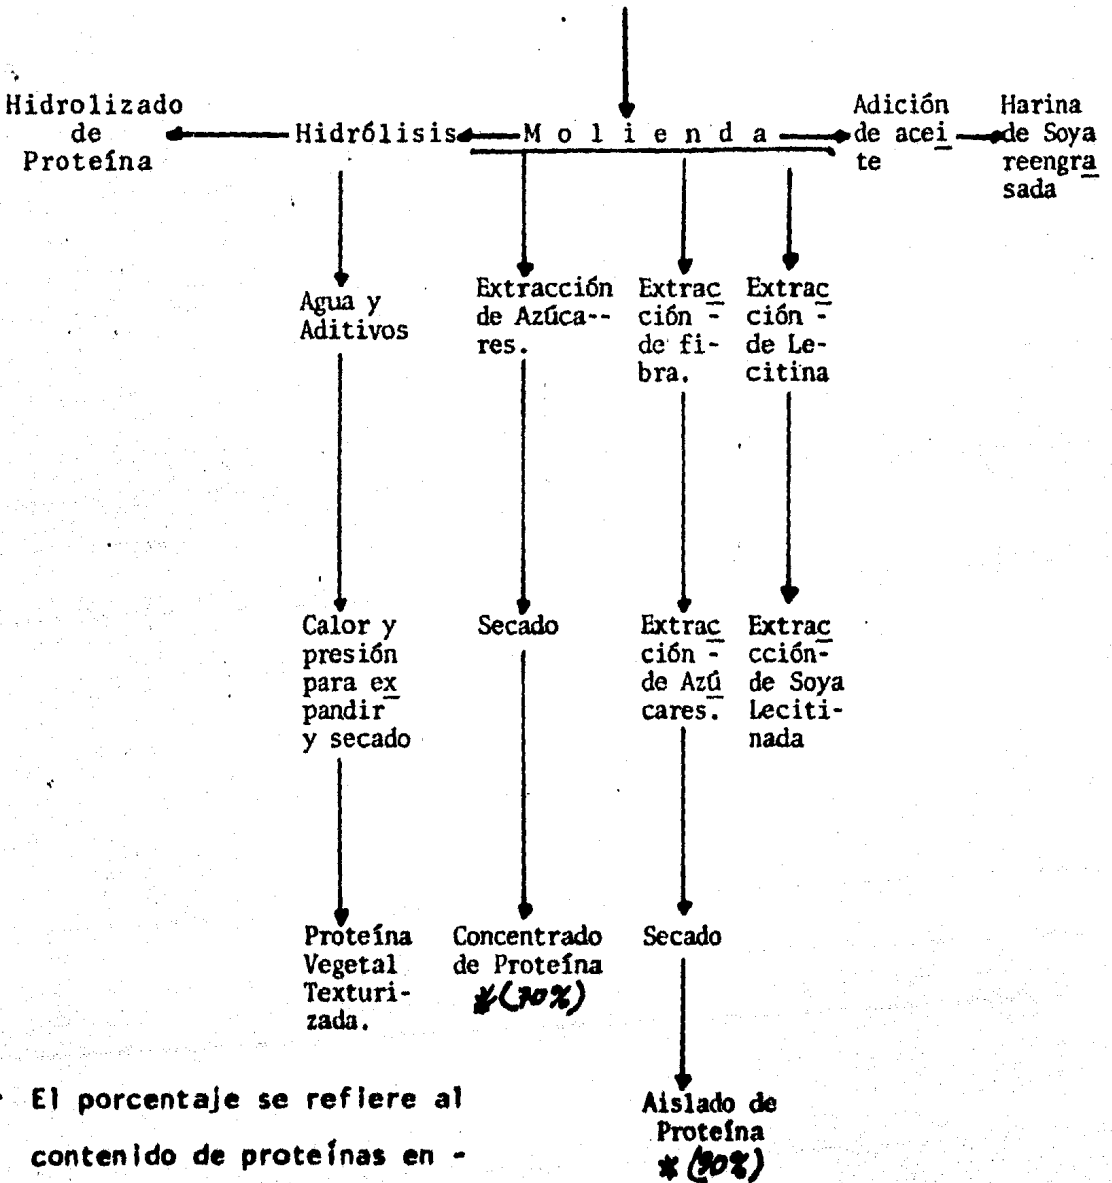 Hidrolizado
de
Proteína
Hidrólisis
Molienda
Adición
de acei
te
Harina
de Soya
reengra
sada
Agua y
Aditivos
Extracción
de Azúca--
res.
Extrac
ción -
de fi-
bra.
Extrac
ción -
de Le-
citina
Calor y
presión
para ex
pandir
y secado
Secado
Extrac
ción -
de Azú
cares.
Extrac
cción-
de Soya
Leciti-
nada
Proteína
Vegetal
Texturi-
zada.
Concentrado
de Proteína
*(70%)
Secado
Aislado de
Proteína
*(90%)
El porcentaje se refiere al
contenido de proteínas en -